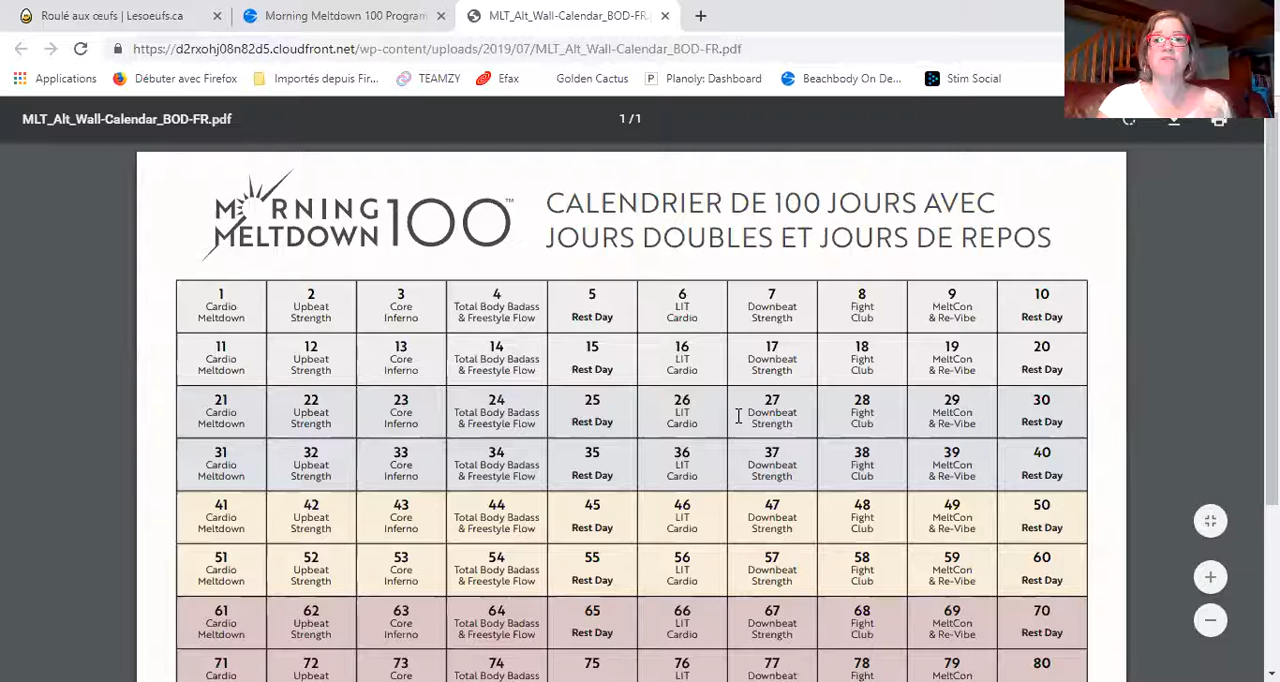 Roulé aux œufs | Lesoeufs.ca
Morning Meltdown 100 Program
MLT_Alt_Wall-Calendar_BOD-FR.
https://d2rxohj08n82d5.cloudfront.net/wp-content/uploads/2019/07/MLT_Alt_Wall-Calendar_BOD-FR.pdf
Applications
Débuter avec Firefox
Importés depuis Fir...
TEAMZY
Efax
Golden Cactus
Planoly: Dashboard
Beachbody On De...
Stim Social
MLT_Alt_Wall-Calendar_BOD-FR.pdf
1 / 1
MORNING MELTDOWN 100™
CALENDRIER DE 100 JOURS AVEC
JOURS DOUBLES ET JOURS DE REPOS
1 2 3 4 5 6 7 8 9 10
Cardio Upbeat Core Total Body Badass Rest Day LIT Downbeat Fight MeltCon Rest Day
Meltdown Strength Inferno & Freestyle Flow Cardio Strength Club & Re-Vibe
11 12 13 14 15 16 17 18 19 20
Cardio Upbeat Core Total Body Badass Rest Day LIT Downbeat Fight MeltCon Rest Day
Meltdown Strength Inferno & Freestyle Flow Cardio Strength Club & Re-Vibe
21 22 23 24 25 26 27 28 29 30
Cardio Upbeat Core Total Body Badass Rest Day LIT Downbeat Fight MeltCon Rest Day
Meltdown Strength Inferno & Freestyle Flow Cardio Strength Club & Re-Vibe
31 32 33 34 35 36 37 38 39 40
Cardio Upbeat Core Total Body Badass Rest Day LIT Downbeat Fight MeltCon Rest Day
Meltdown Strength Inferno & Freestyle Flow Cardio Strength Club & Re-Vibe
41 42 43 44 45 46 47 48 49 50
Cardio Upbeat Core Total Body Badass Rest Day LIT Downbeat Fight MeltCon Rest Day
Meltdown Strength Inferno & Freestyle Flow Cardio Strength Club & Re-Vibe
51 52 53 54 55 56 57 58 59 60
Cardio Upbeat Core Total Body Badass Rest Day LIT Downbeat Fight MeltCon Rest Day
Meltdown Strength Inferno & Freestyle Flow Cardio Strength Club & Re-Vibe
61 62 63 64 65 66 67 68 69 70
Cardio Upbeat Core Total Body Badass Rest Day LIT Downbeat Fight MeltCon Rest Day
Meltdown Strength Inferno & Freestyle Flow Cardio Strength Club & Re-Vibe
71 72 73 74 75 76 77 78 79 80
Cardio Upbeat Core Total Body Badass LIT Downbeat Fight MeltCon